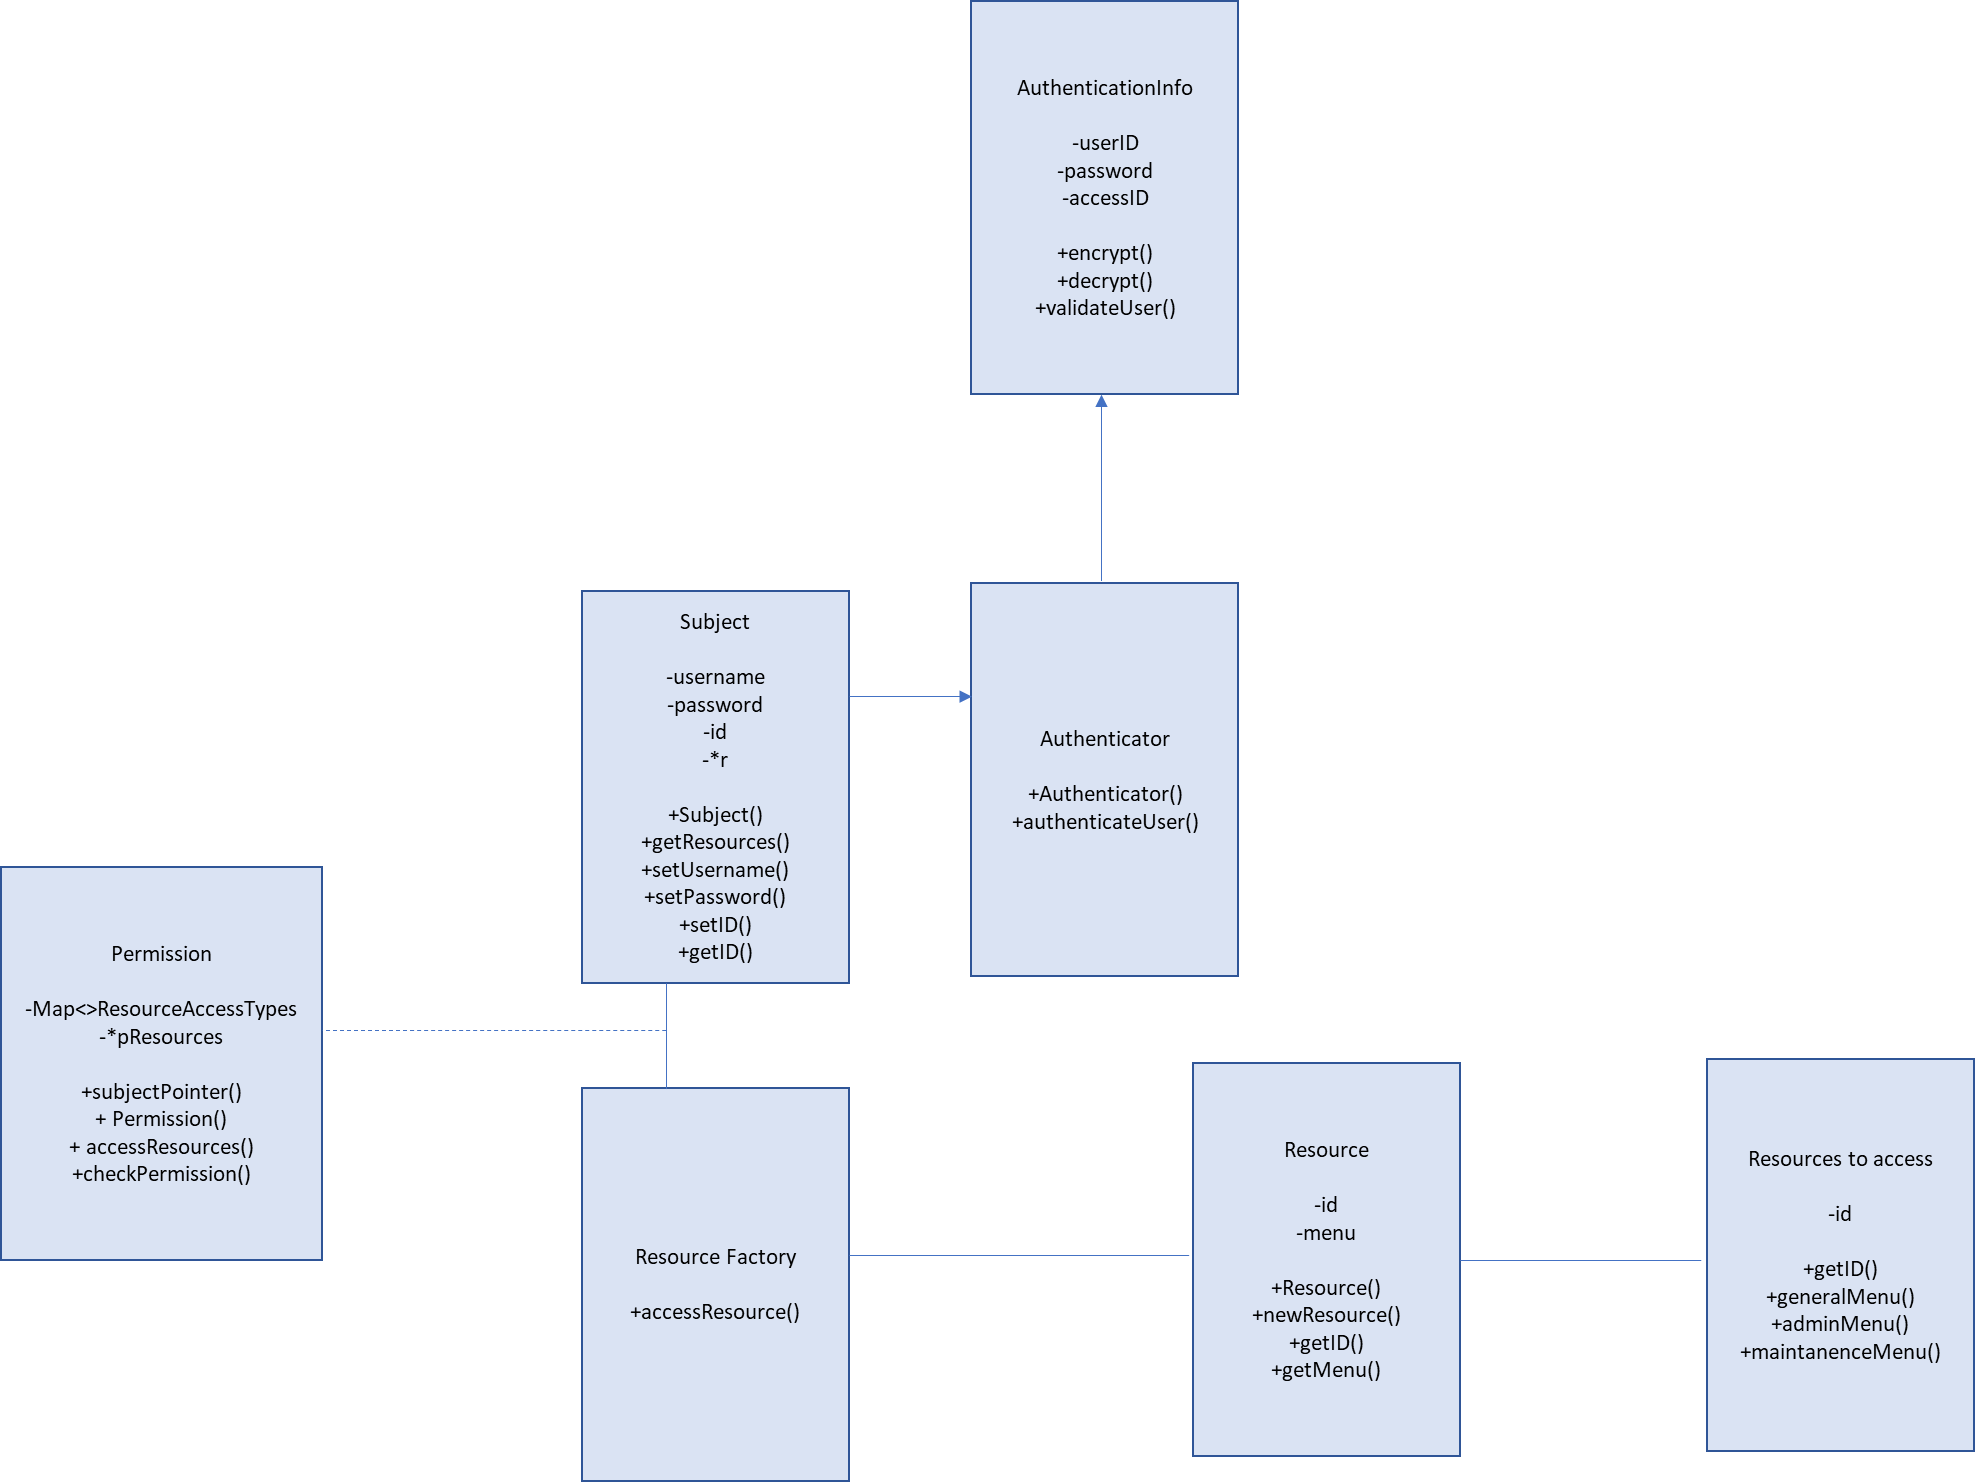 AuthenticationInfo
-userID
-password
-accessID
+encrypt()
+decrypt()
+validateUser()
Subject
-username
-password
-id
-*r
+Subject()
+getResources()
+setUsername()
+setPassword()
+setID()
+getID()
Authenticator
+Authenticator()
+authenticateUser()
Permission
-Map<>ResourceAccessTypes
-*pResources
+subjectPointer()
+ Permission()
+ accessResources()
+checkPermission()
Resource Factory
+accessResource()
Resource
-id
-menu
+Resource()
+newResource()
+getID()
+getMenu()
Resources to access
-id
+getID()
+generalMenu()
+adminMenu()
+maintanenceMenu()